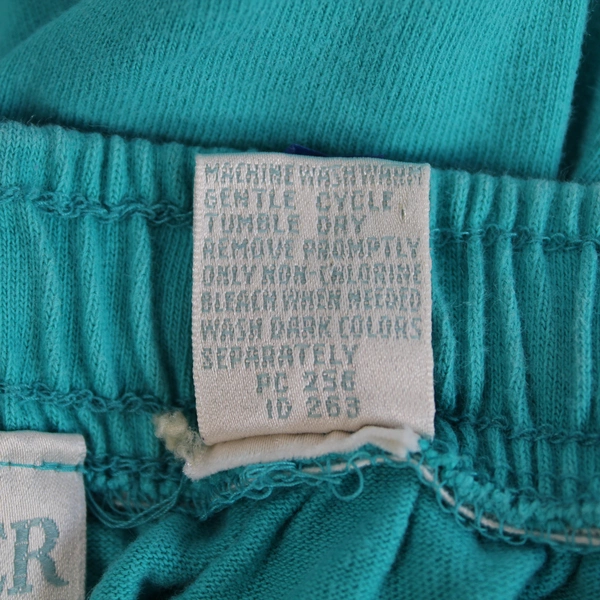 MACHINE WASH WARM
GENTLE CYCLE
TUMBLE DRY
REMOVE PROMPTLY
ONLY NON-CHLORINE
BLEACH WHEN NEEDED
WASH DARK COLORS
SEPARATELY
PC 256
ID 263
ER